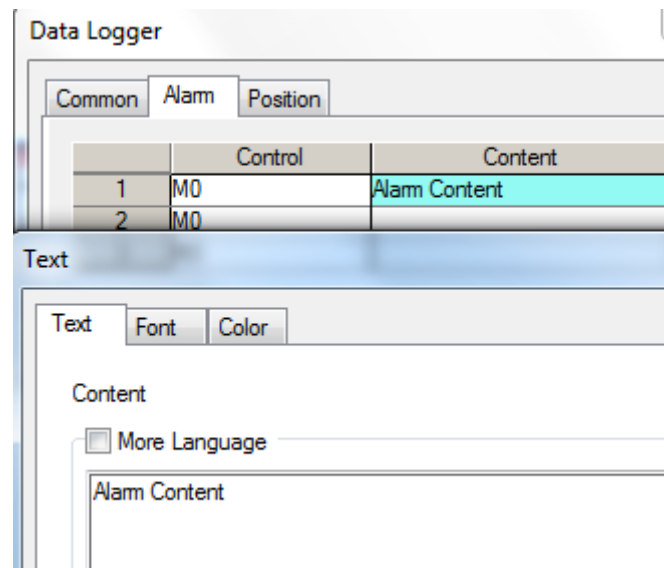 Data Logger
Common Alarm Position
Control Content
1 M0 Alarm Content
2 M0
Text
Text Font Color
Content
More Language
Alarm Content